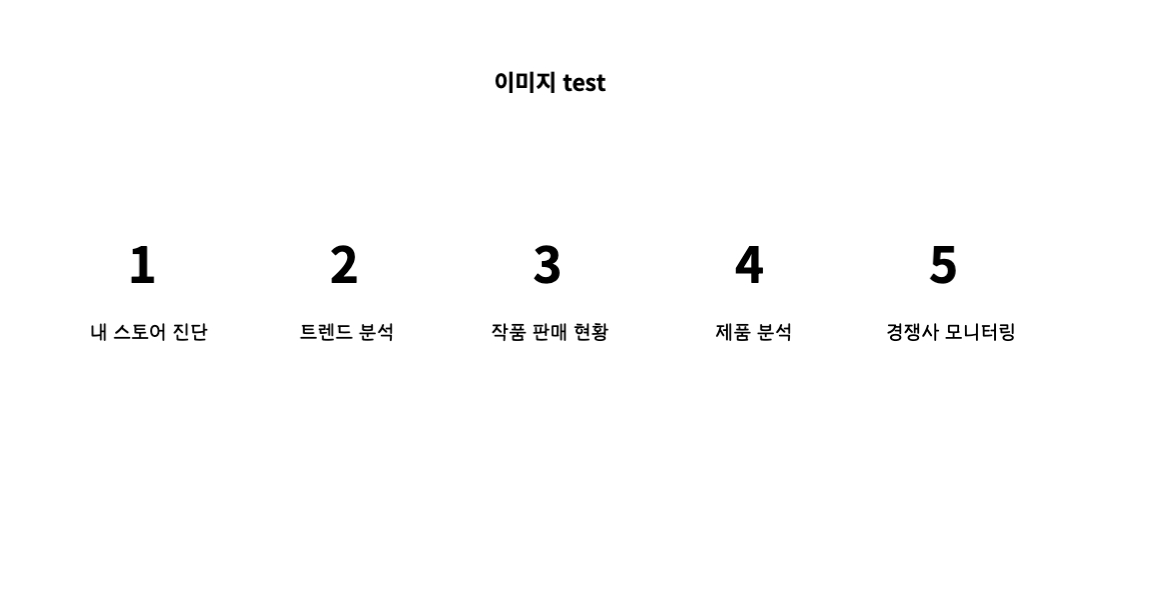 이미지 test
1
2
3
4
5
내 스토어 진단
트렌드 분석
작품 판매 현황
제품 분석
경쟁사 모니터링